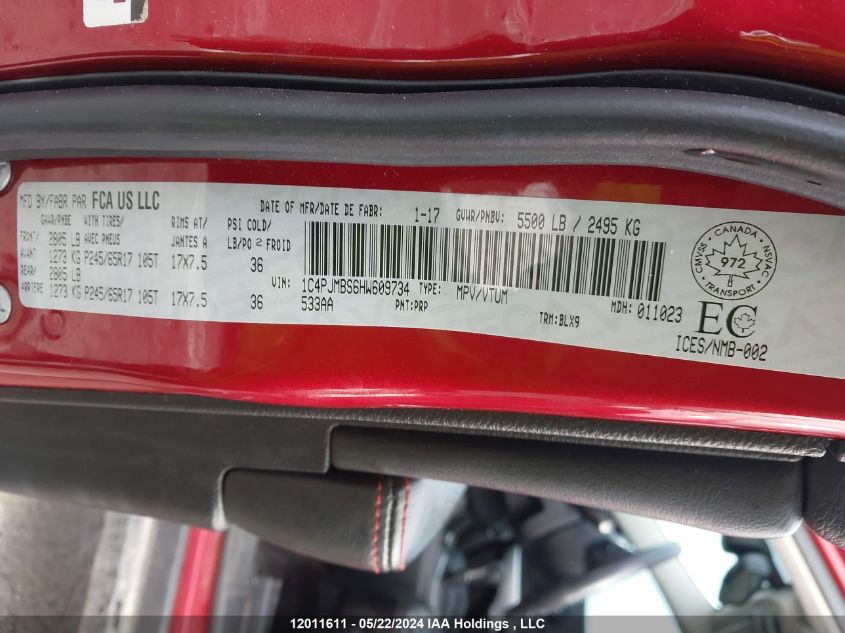 MFD BY/FABR PAR FCA US LLC
DATE OF MFR/DATE DE FABR: 1-17 GVWR/PNBV: 5500 LB / 2495 KG
GAWR/PNBE WITH TIRES/ RIMS AT/ PSI COLD/
FRONT/ 2805 LB AVEC PNEUS JANTES A LB/PO 2 FROID
AVANT 1273 KG P245/65R17 105T 17X7.5 36
REAR/ 2805 LB
ARRIERE 1273 KG P245/65R17 105T 17X7.5 36
VIN: 1C4PJMBS6HW609734 TYPE: MPV/VTUM
533AA PNT:PRP TRM:BLX9 MDH: 011023
CANADA
CMVSS 972 NSVAC
TRANSPORT
EC
ICES/NMB-002
12011611 - 05/22/2024 IAA Holdings , LLC